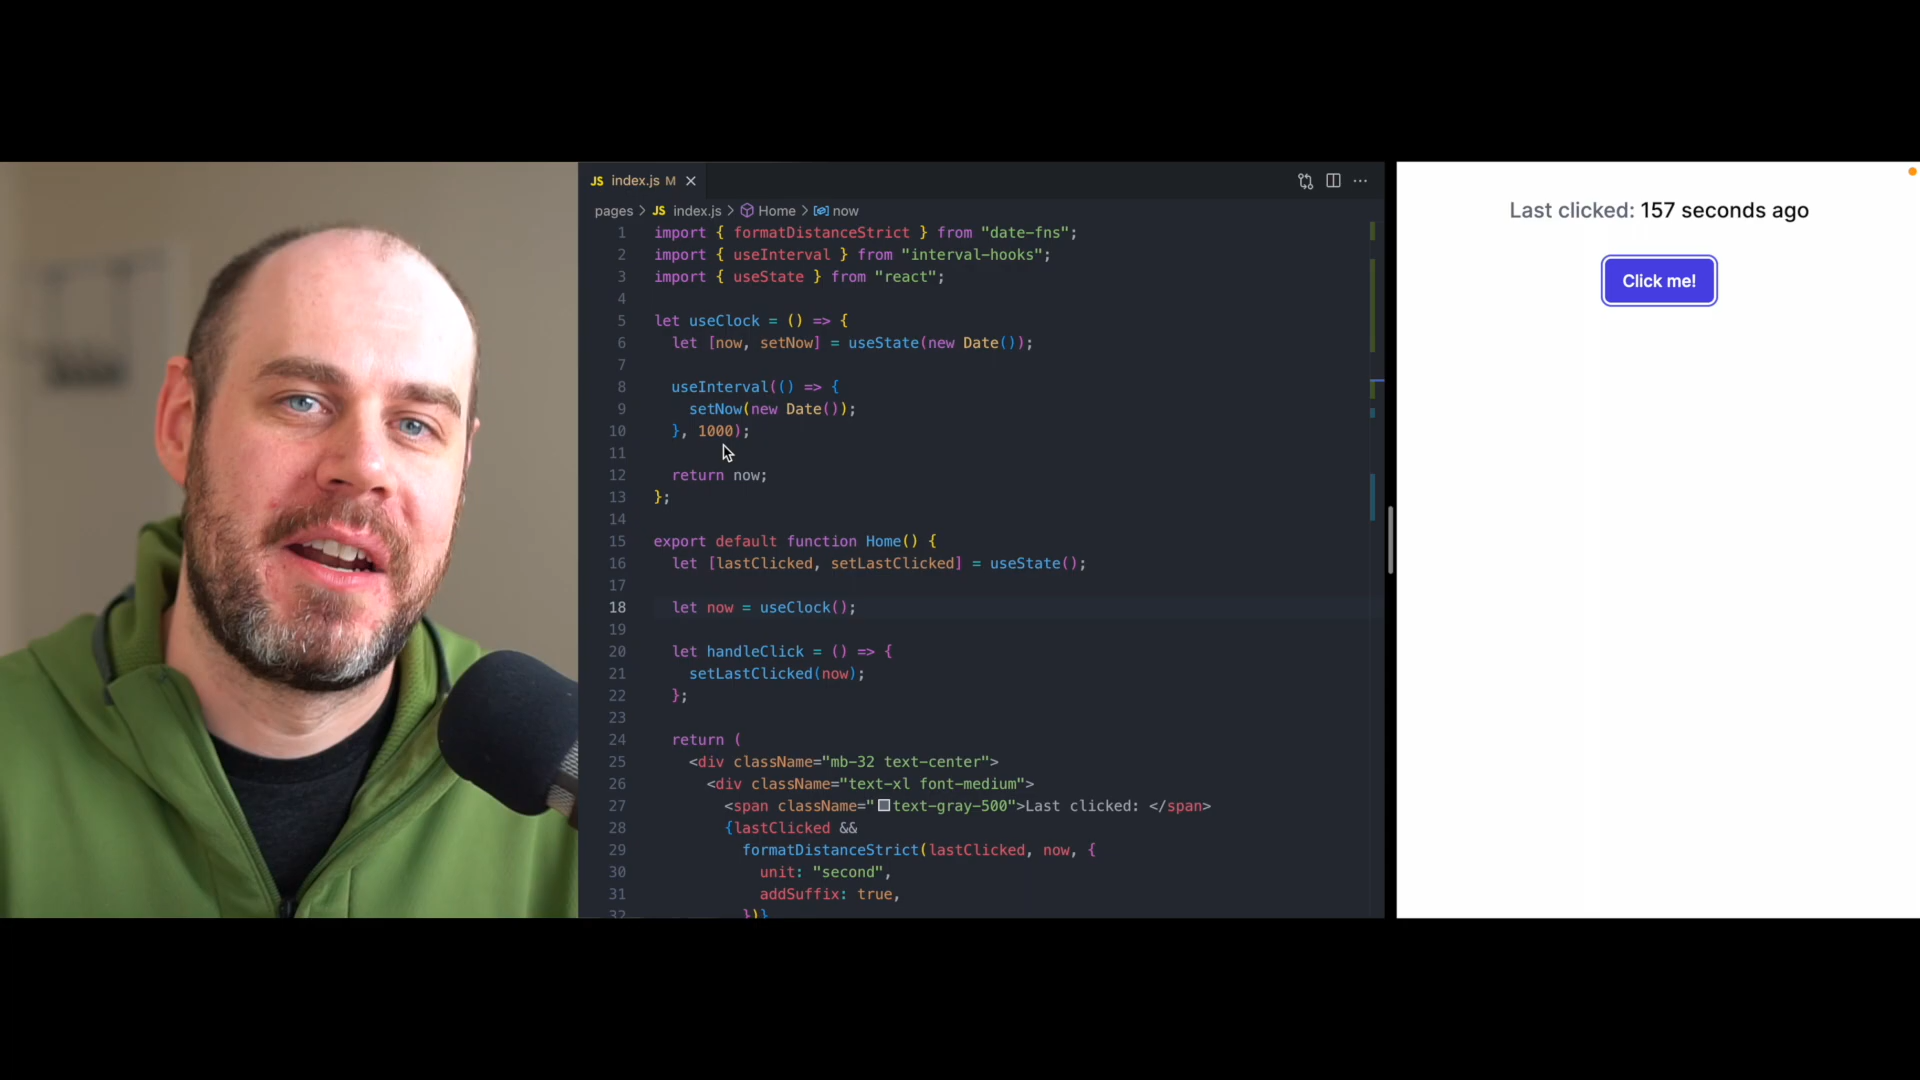 JS index.js M
pages > JS index.js > Home > now
1 import { formatDistanceStrict } from "date-fns";
2 import { useInterval } from "interval-hooks";
3 import { useState } from "react";
4
5 let useClock = () => {
6 let [now, setNow] = useState(new Date());
7
8 useInterval(() => {
9 setNow(new Date());
10 }, 1000);
11
12 return now;
13 };
14
15 export default function Home() {
16 let [lastClicked, setLastClicked] = useState();
17
18 let now = useClock();
19
20 let handleClick = () => {
21 setLastClicked(now);
22 };
23
24 return (
25 <div className="mb-32 text-center">
26 <div className="text-xl font-medium">
27 <span className="text-gray-500">Last clicked: </span>
28 {lastClicked &&
29 formatDistanceStrict(lastClicked, now, {
30 unit: "second",
31 addSuffix: true,
32 })}
Last clicked: 157 seconds ago
Click me!